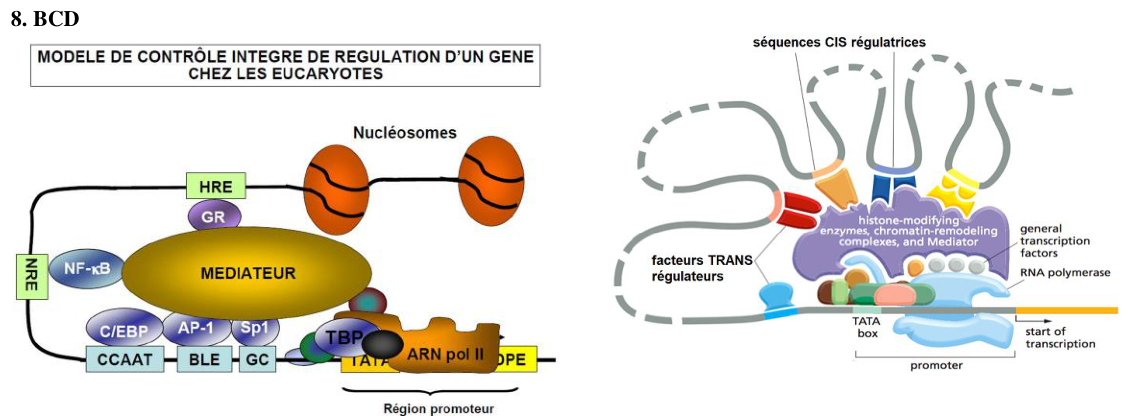 8. BCD
MODELE DE CONTRÔLE INTEGRE DE REGULATION D'UN GENE
CHEZ LES EUCARYOTES
Nucléosomes
HRE
GR
NRE
NF-κB
MEDIATEUR
C/EBP
AP-1
Sp1
TBP
ARN pol II
CCAAT
BLE
GC
TATA
DPE
Région promoteur
séquences CIS régulatrices
histone-modifying
enzymes, chromatin-remodeling
complexes, and Mediator
facteurs TRANS
régulateurs
general
transcription
factors
RNA polymerase
TATA
box
start of
transcription
promoter